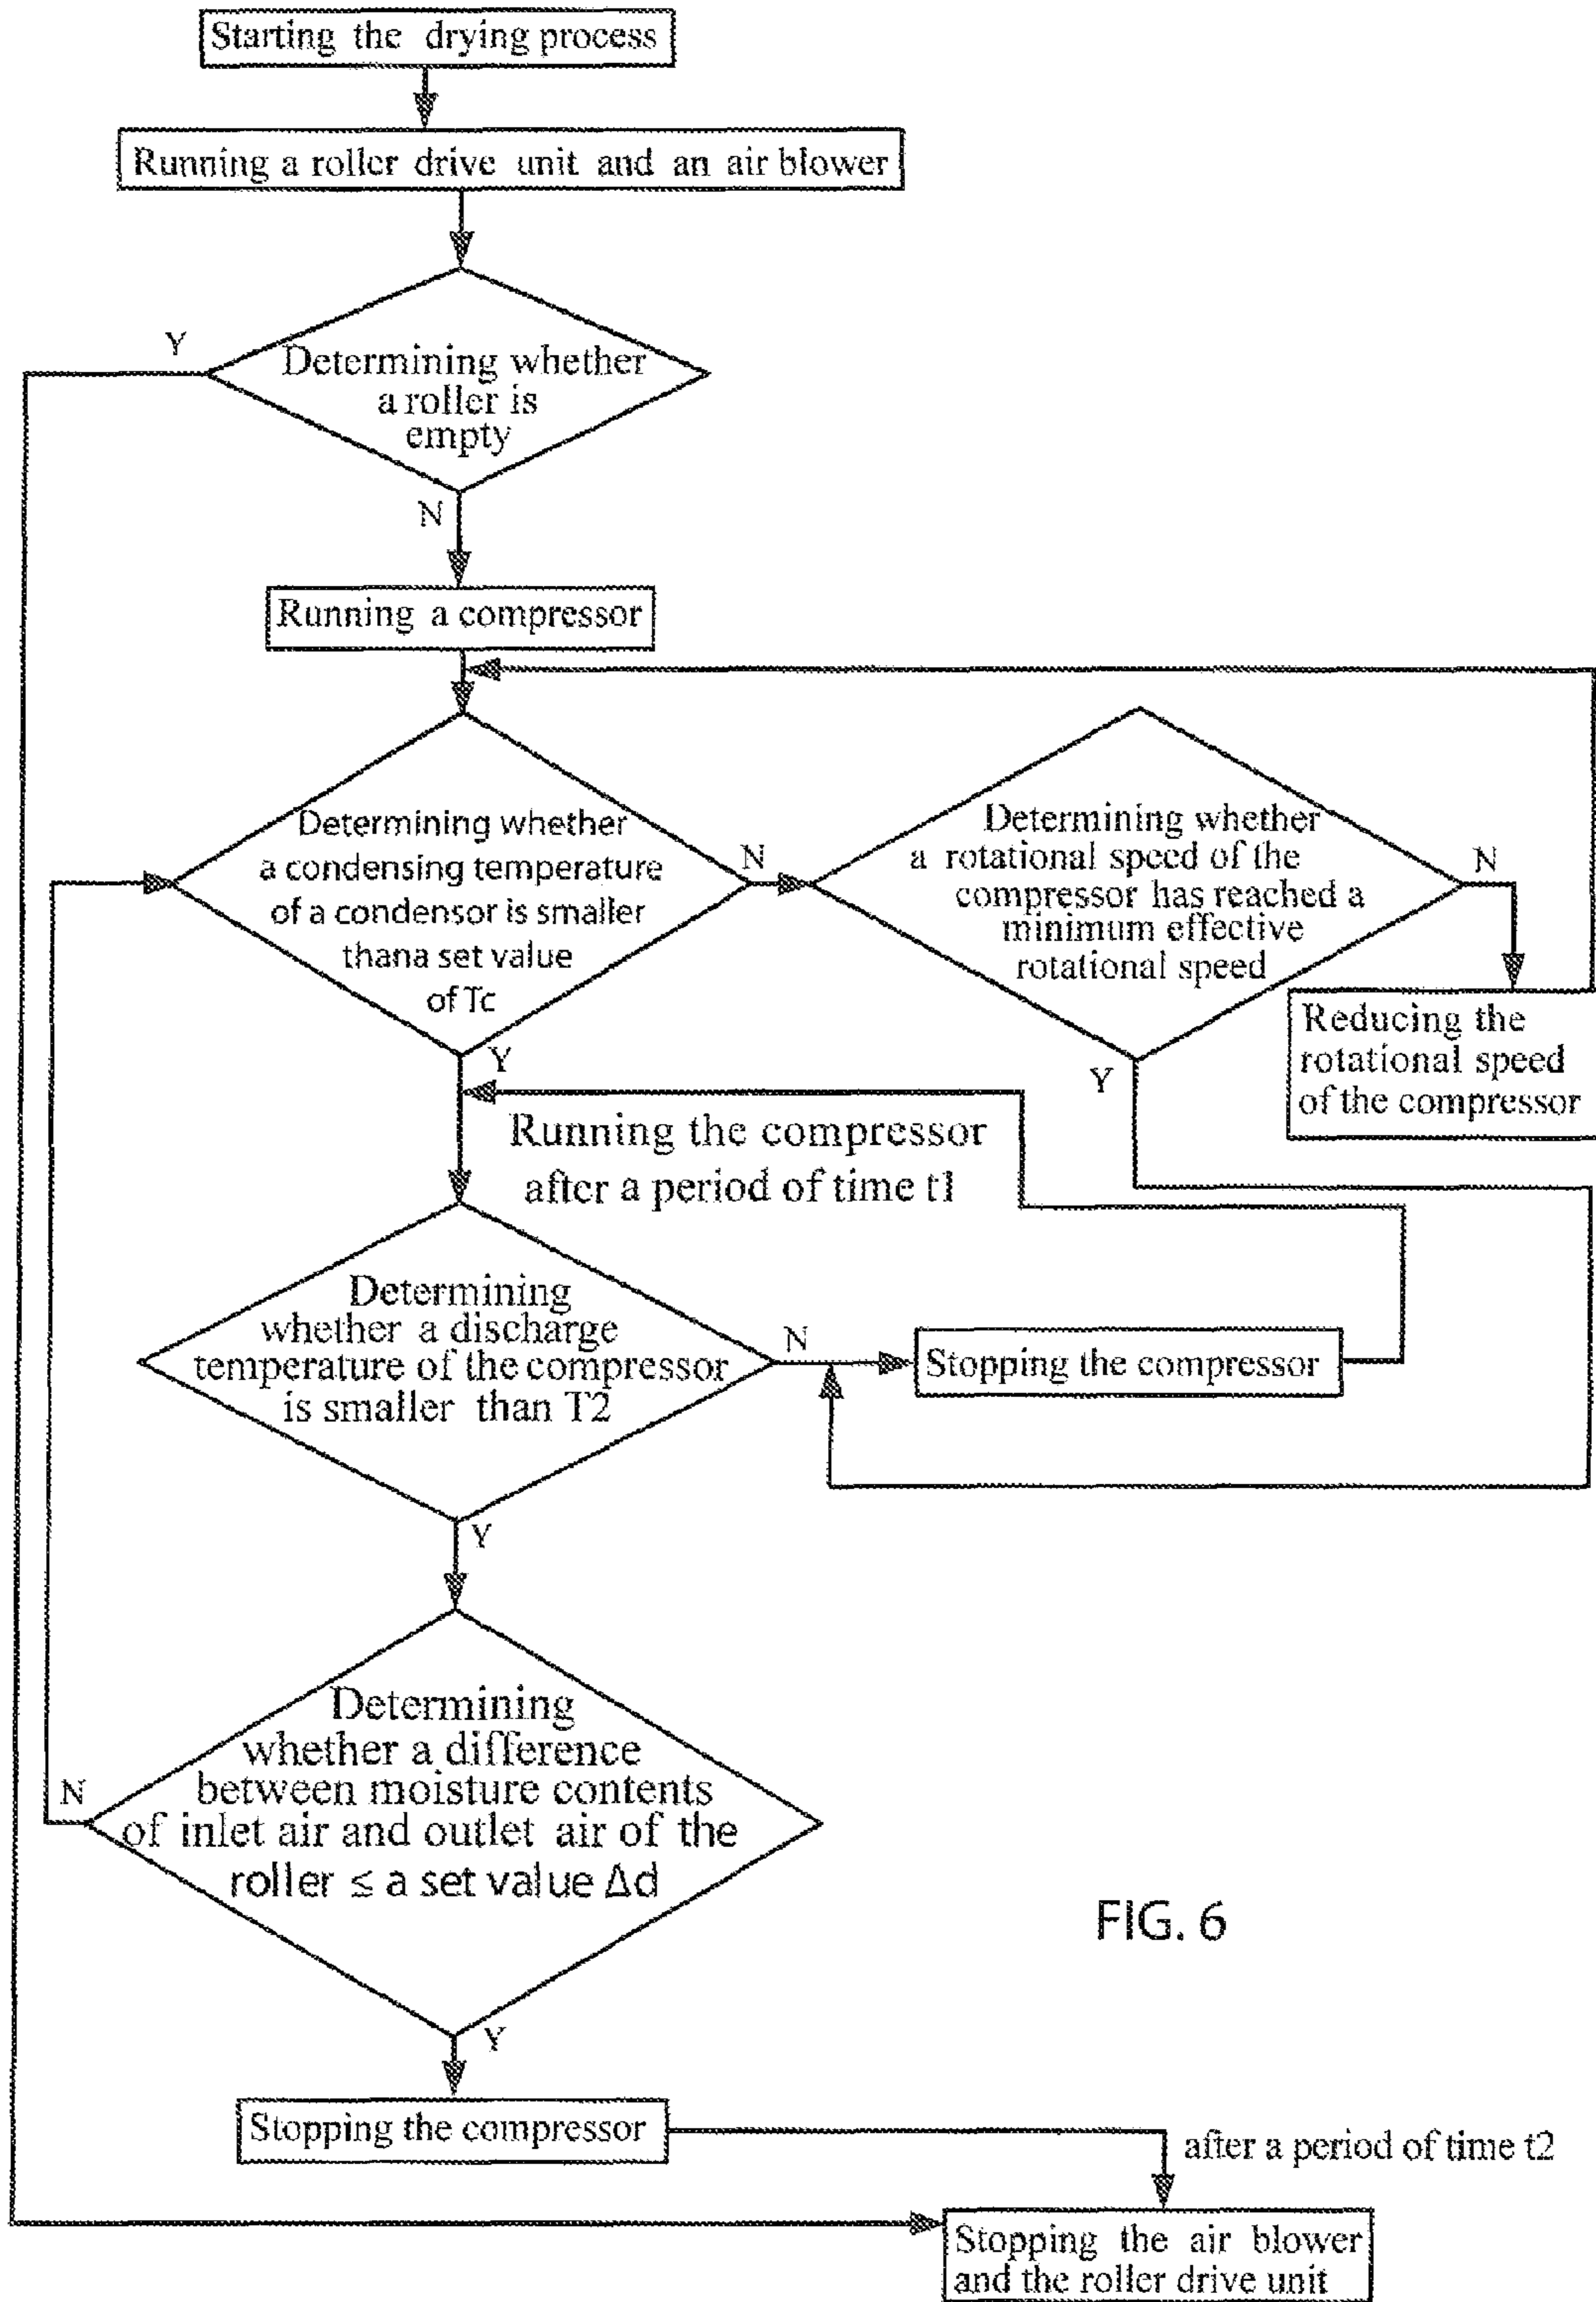 Starting the drying process
Running a roller drive unit and an air blower
Y
Determining whether
a roller is
empty
N
Running a compressor
Determining whether
a condensing temperature
of a condensor is smaller
thana set value
of Tc
N
Determining whether
a rotational speed of the
compressor has reached a
minimum effective
rotational speed
N
Reducing the
rotational speed
of the compressor
Y
Y
Running the compressor
after a period of time t1
Determining
whether a discharge
temperature of the compressor
is smaller than T2
N
Stopping the compressor
Y
Determining
whether a difference
between moisture contents
of inlet air and outlet air of the
roller ≦ a set value Δd
N
FIG. 6
Y
Stopping the compressor
after a period of time t2
Stopping the air blower
and the roller drive unit